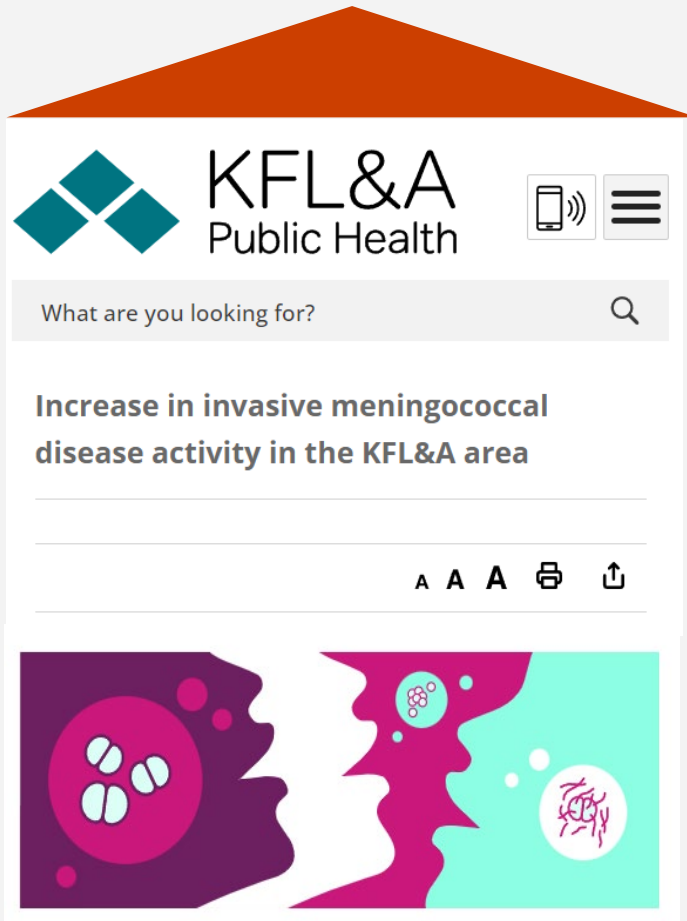 KFL&A
Public Health
What are you looking for?
Increase in invasive meningococcal
disease activity in the KFL&A area
A A A